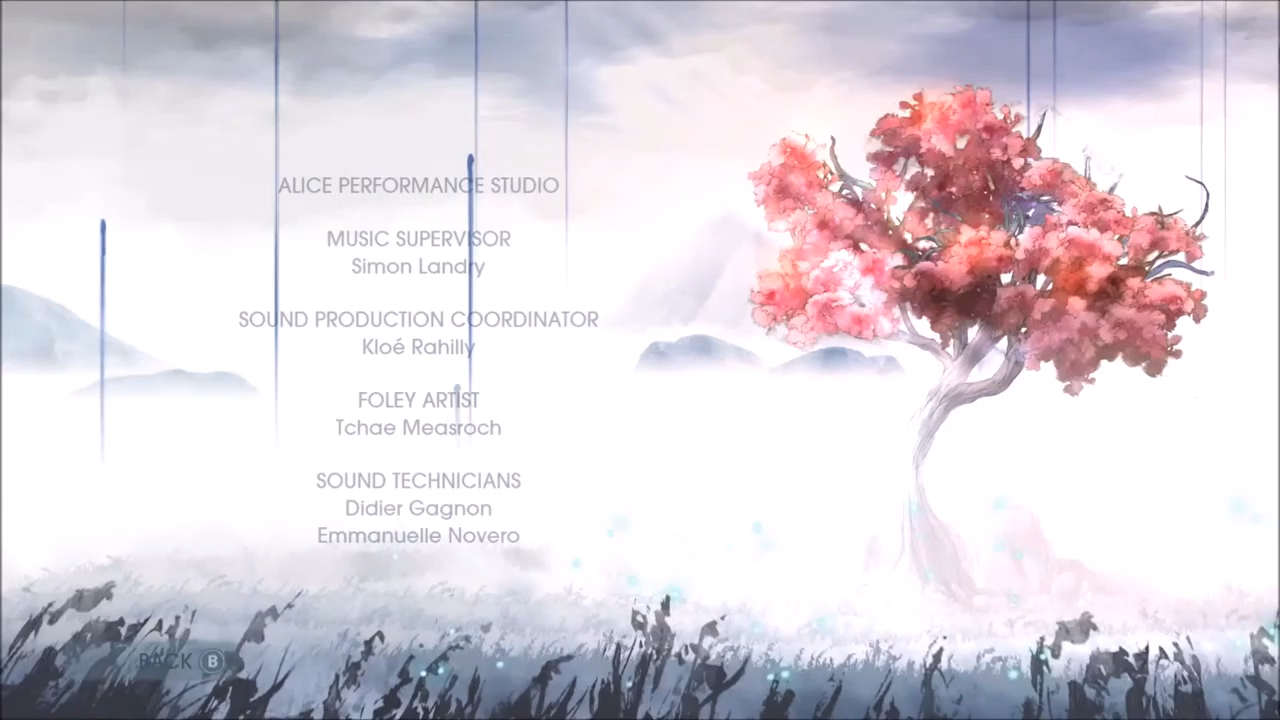 ALICE PERFORMANCE STUDIO
MUSIC SUPERVISOR
Simon Landry
SOUND PRODUCTION COORDINATOR
Kloé Rahilly
FOLEY ARTIST
Tchae Measroch
SOUND TECHNICIANS
Didier Gagnon
Emmanuelle Novero
BACK B